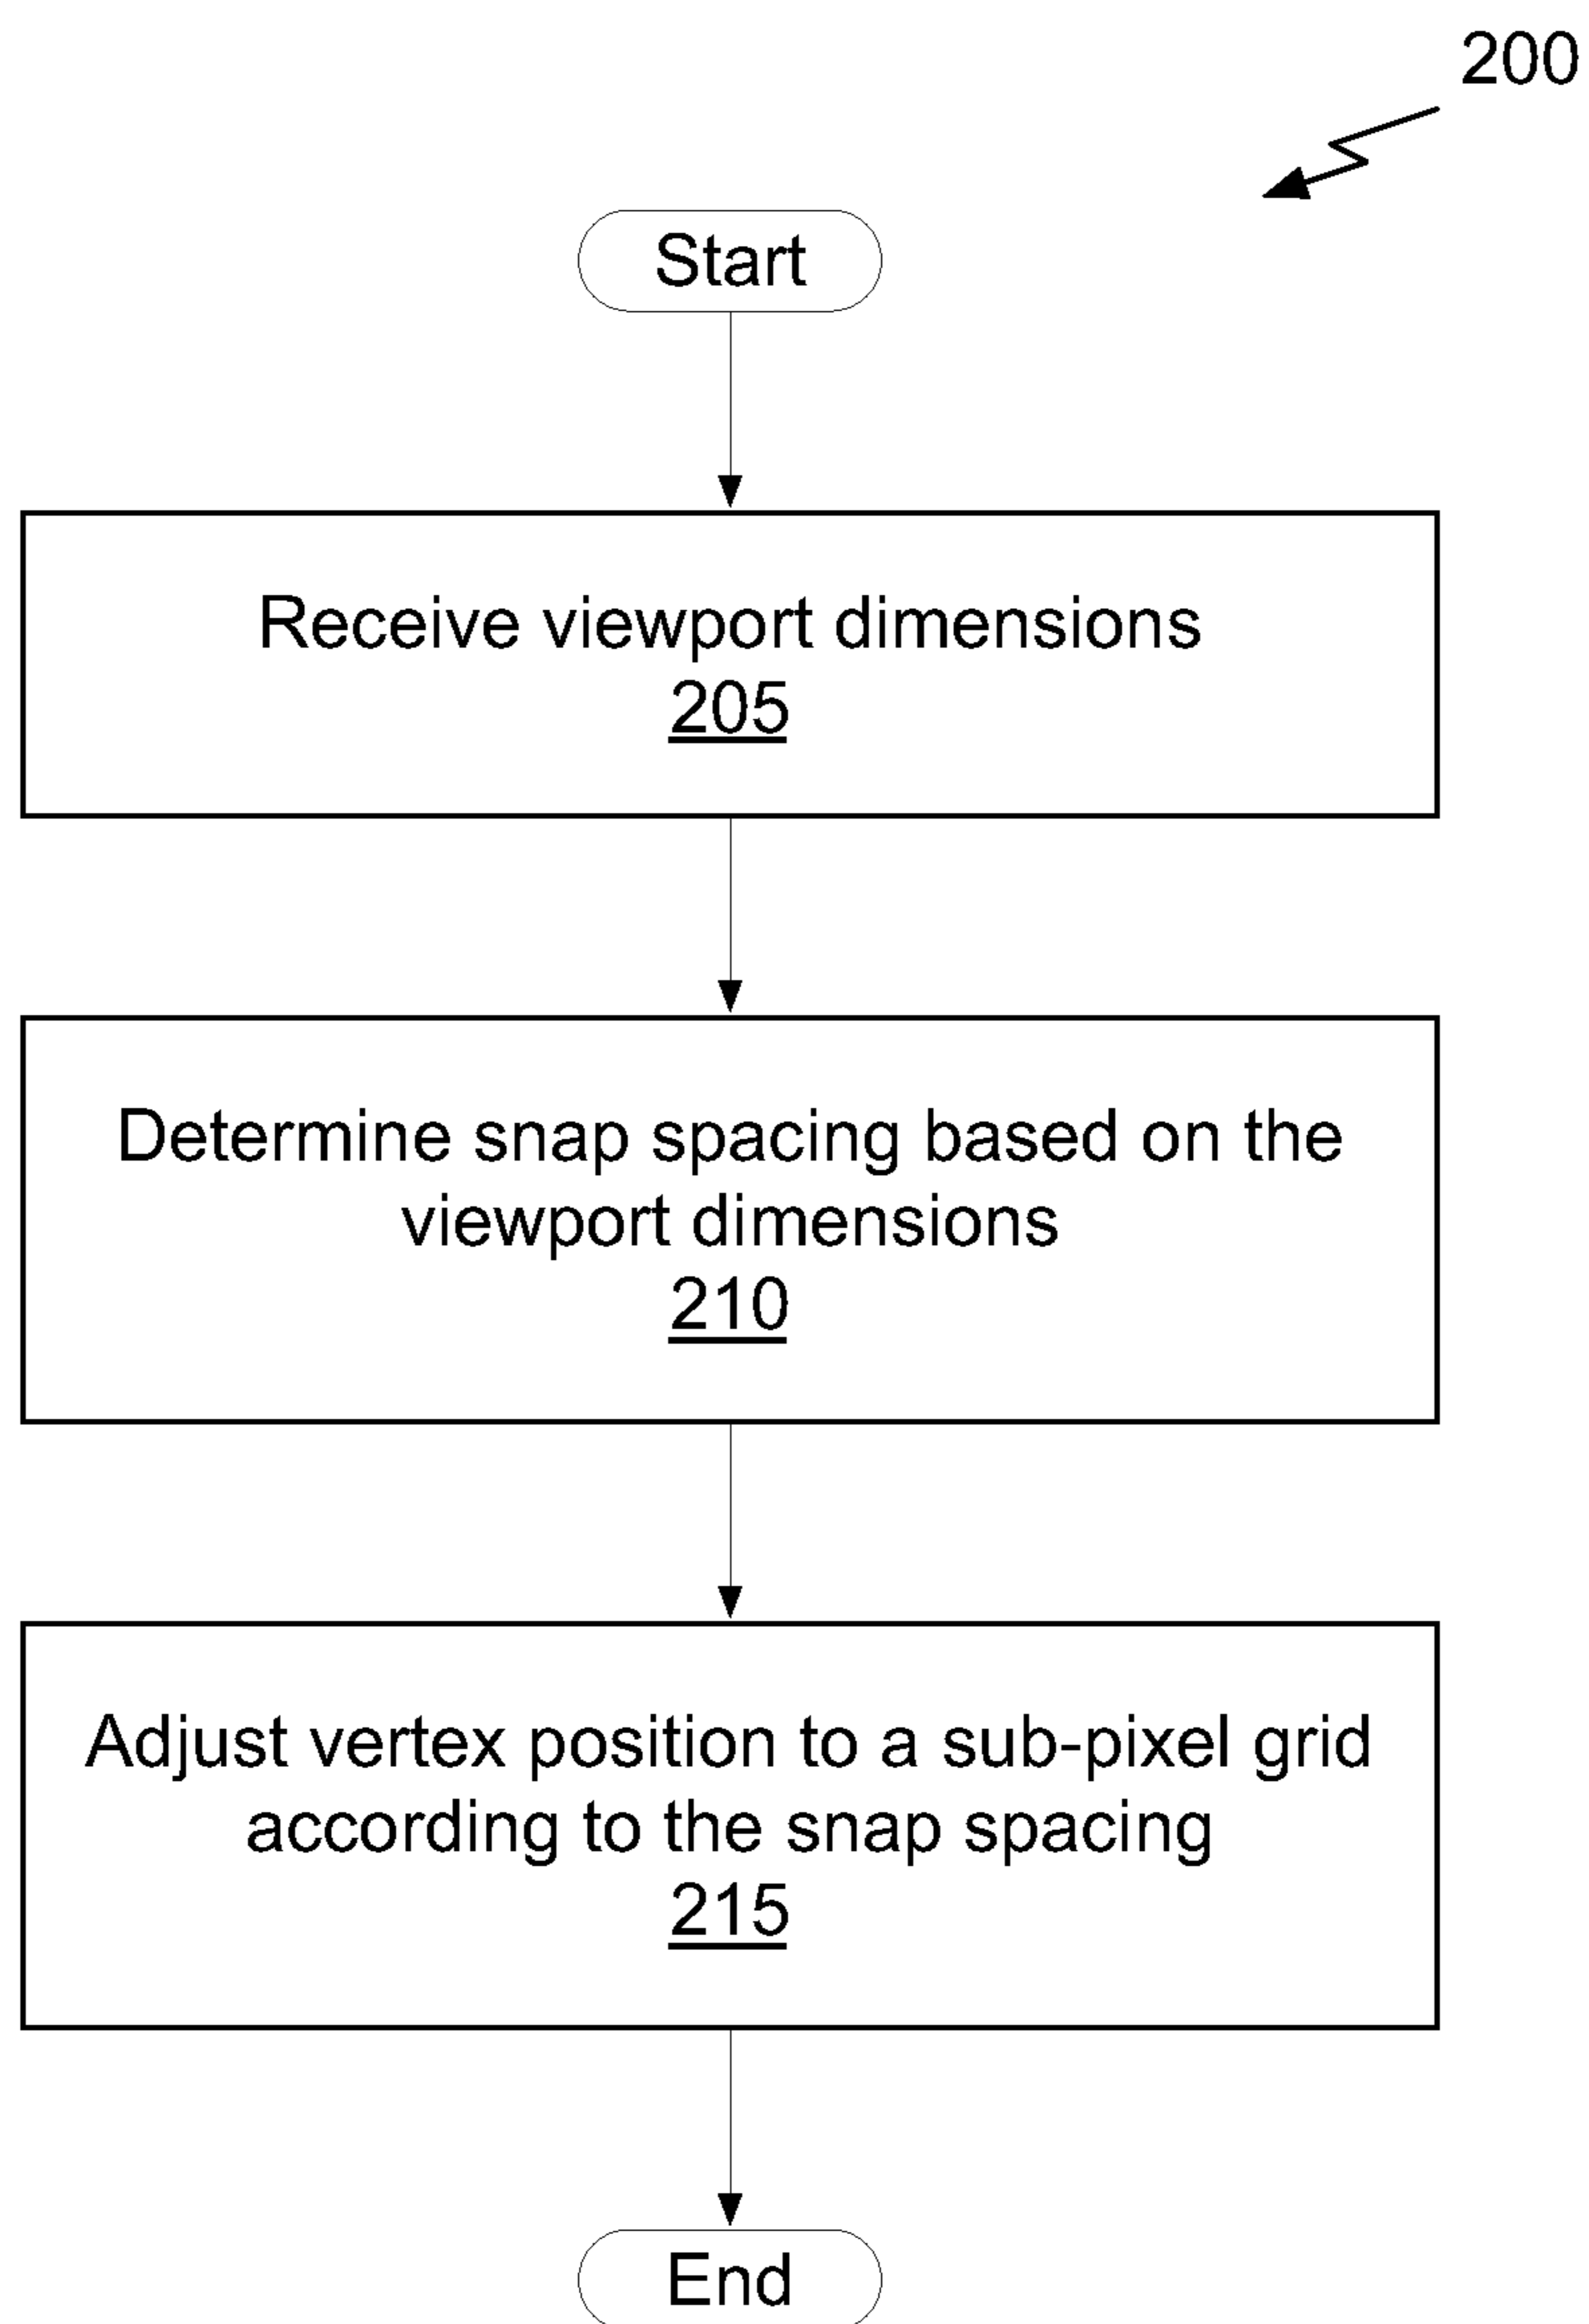 200
Start
Receive viewport dimensions
205
Determine snap spacing based on the
viewport dimensions
210
Adjust vertex position to a sub-pixel grid
according to the snap spacing
215
End